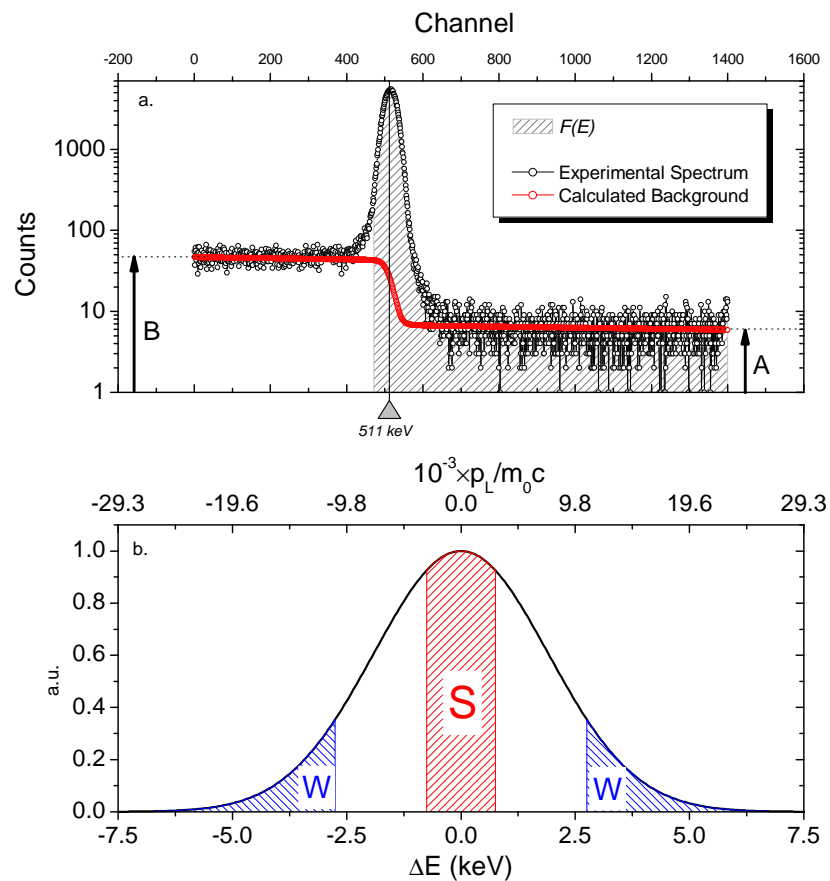 Channel
-200 0 200 400 600 800 1000 1200 1400 1600
a.
F(E)
Experimental Spectrum
Calculated Background
1000
100
10
1
Counts
B
A
511 keV
10⁻³×p_L/m₀c
-29.3 -19.6 -9.8 0.0 9.8 19.6 29.3
b.
1.0
0.8
0.6
0.4
0.2
0.0
a.u.
S
W
W
-7.5 -5.0 -2.5 0.0 2.5 5.0 7.5
ΔE (keV)